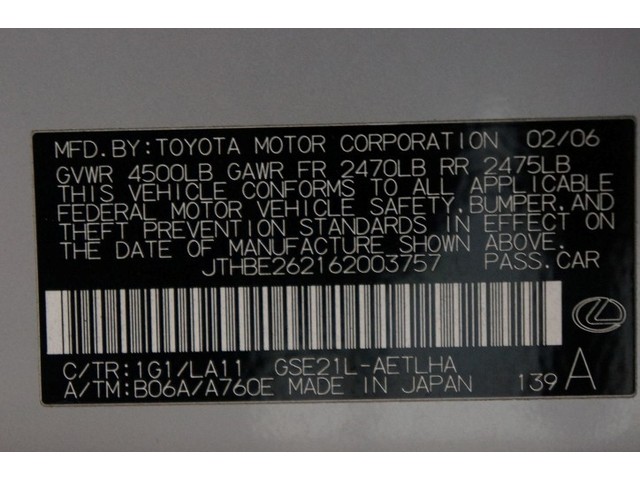 MFD.BY:TOYOTA MOTOR CORPORATION 02/06
GVWR 4500LB GAWR FR 2470LB RR 2475LB
THIS VEHICLE CONFORMS TO ALL APPLICABLE
FEDERAL MOTOR VEHICLE SAFETY,BUMPER,AND
THEFT PREVENTION STANDARDS IN EFFECT ON
THE DATE OF MANUFACTURE SHOWN ABOVE.
JTHBE262162003757 PASS.CAR
C/TR:1G1/LA11 GSE21L-AETLHA
A/TM:B06A/A760E MADE IN JAPAN 139 A